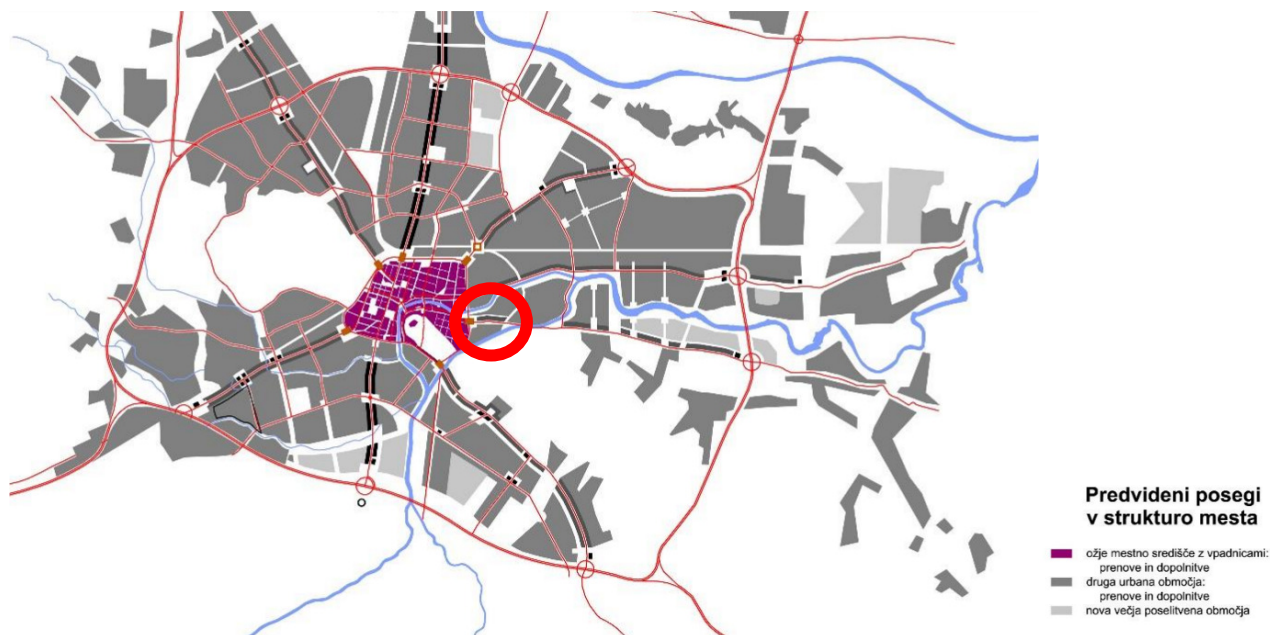 Predvideni posegi
v strukturo mesta
ožje mestno središče z vpadnicami:
prenove in dopolnitve
druga urbana območja:
prenove in dopolnitve
nova večja poselitvena območja